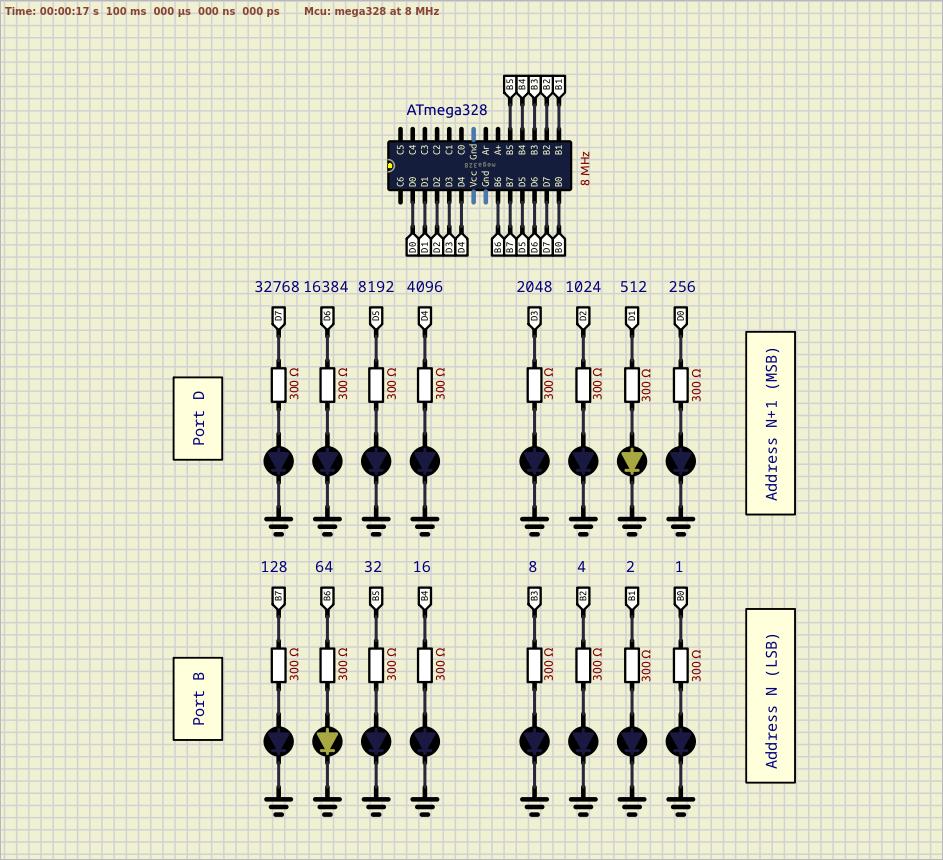 Time: 00:00:17 s  100 ms  000 µs  000 ns  000 ps    Mcu: mega328 at 8 MHz
B5 B4 B3 B2 B1
ATmega328
C5 C4 C3 C2 C1 C0 Gnd Ar A+ B5 B4 B3 B2 B1
mega328
8 MHz
C6 D0 D1 D2 D3 D4 Vcc Gnd B6 B7 D5 D6 D7 B0
D0 D1 D2 D3 D4 B6 B7 D5 D6 D7 B0
32768 16384 8192 4096 2048 1024 512 256
D7 D6 D5 D4 D3 D2 D1 D0
300 Ω 300 Ω 300 Ω 300 Ω 300 Ω 300 Ω 300 Ω 300 Ω
Port D
Address N+1 (MSB)
128 64 32 16 8 4 2 1
B7 B6 B5 B4 B3 B2 B1 B0
300 Ω 300 Ω 300 Ω 300 Ω 300 Ω 300 Ω 300 Ω 300 Ω
Port B
Address N (LSB)